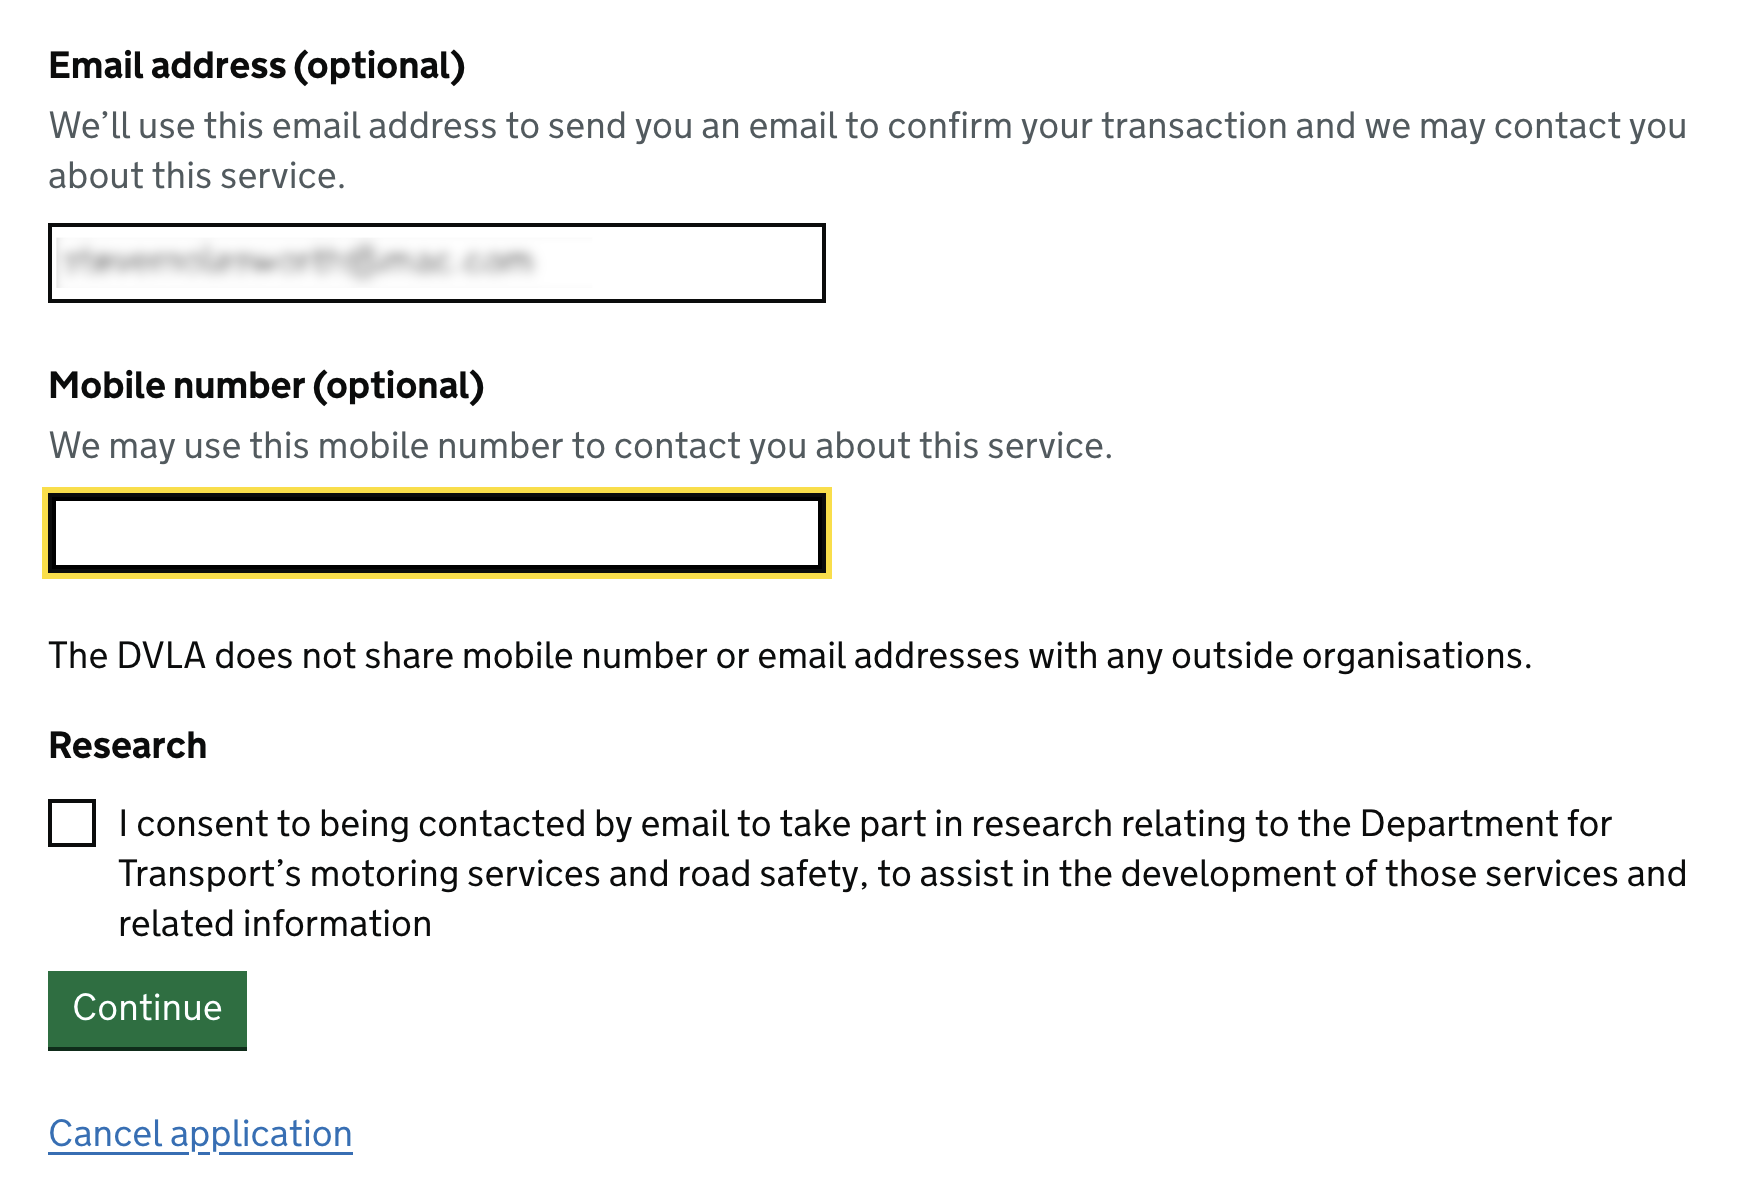 Email address (optional)
We’ll use this email address to send you an email to confirm your transaction and we may contact you
about this service.
Mobile number (optional)
We may use this mobile number to contact you about this service.
The DVLA does not share mobile number or email addresses with any outside organisations.
Research
I consent to being contacted by email to take part in research relating to the Department for
Transport’s motoring services and road safety, to assist in the development of those services and
related information
Continue
Cancel application